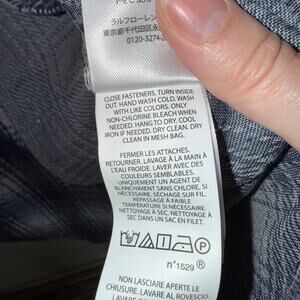 ラルフローレン
東京都千代田区永
0120-3274-2
CLOSE FASTENERS. TURN INSIDE
OUT. HAND WASH COLD. WASH
WITH LIKE COLORS. ONLY
NON-CHLORINE BLEACH WHEN
NEEDED. HANG TO DRY. COOL
IRON IF NEEDED. DRY CLEAN. DRY
CLEAN IN MESH BAG.
FERMER LES ATTACHES.
RETOURNER. LAVAGE À LA MAIN À
L'EAU FROIDE. LAVER AVEC DES
COULEURS SEMBLABLES.
UNIQUEMENT UN AGENT DE
BLANCHIMENT SANS CHLORE, SI
NÉCESSAIRE. SÉCHAGE SUR FIL.
REPASSAGE À FAIBLE
TEMPÉRATURE SI NÉCESSAIRE.
NETTOYAGE À SEC. NETTOYAGE À
SEC DANS UN SAC EN FILET.
P
n°1529 ®
NON LASCIARE APERTE LE
CHIUSURE. LAVARE AL ROVESCIO.